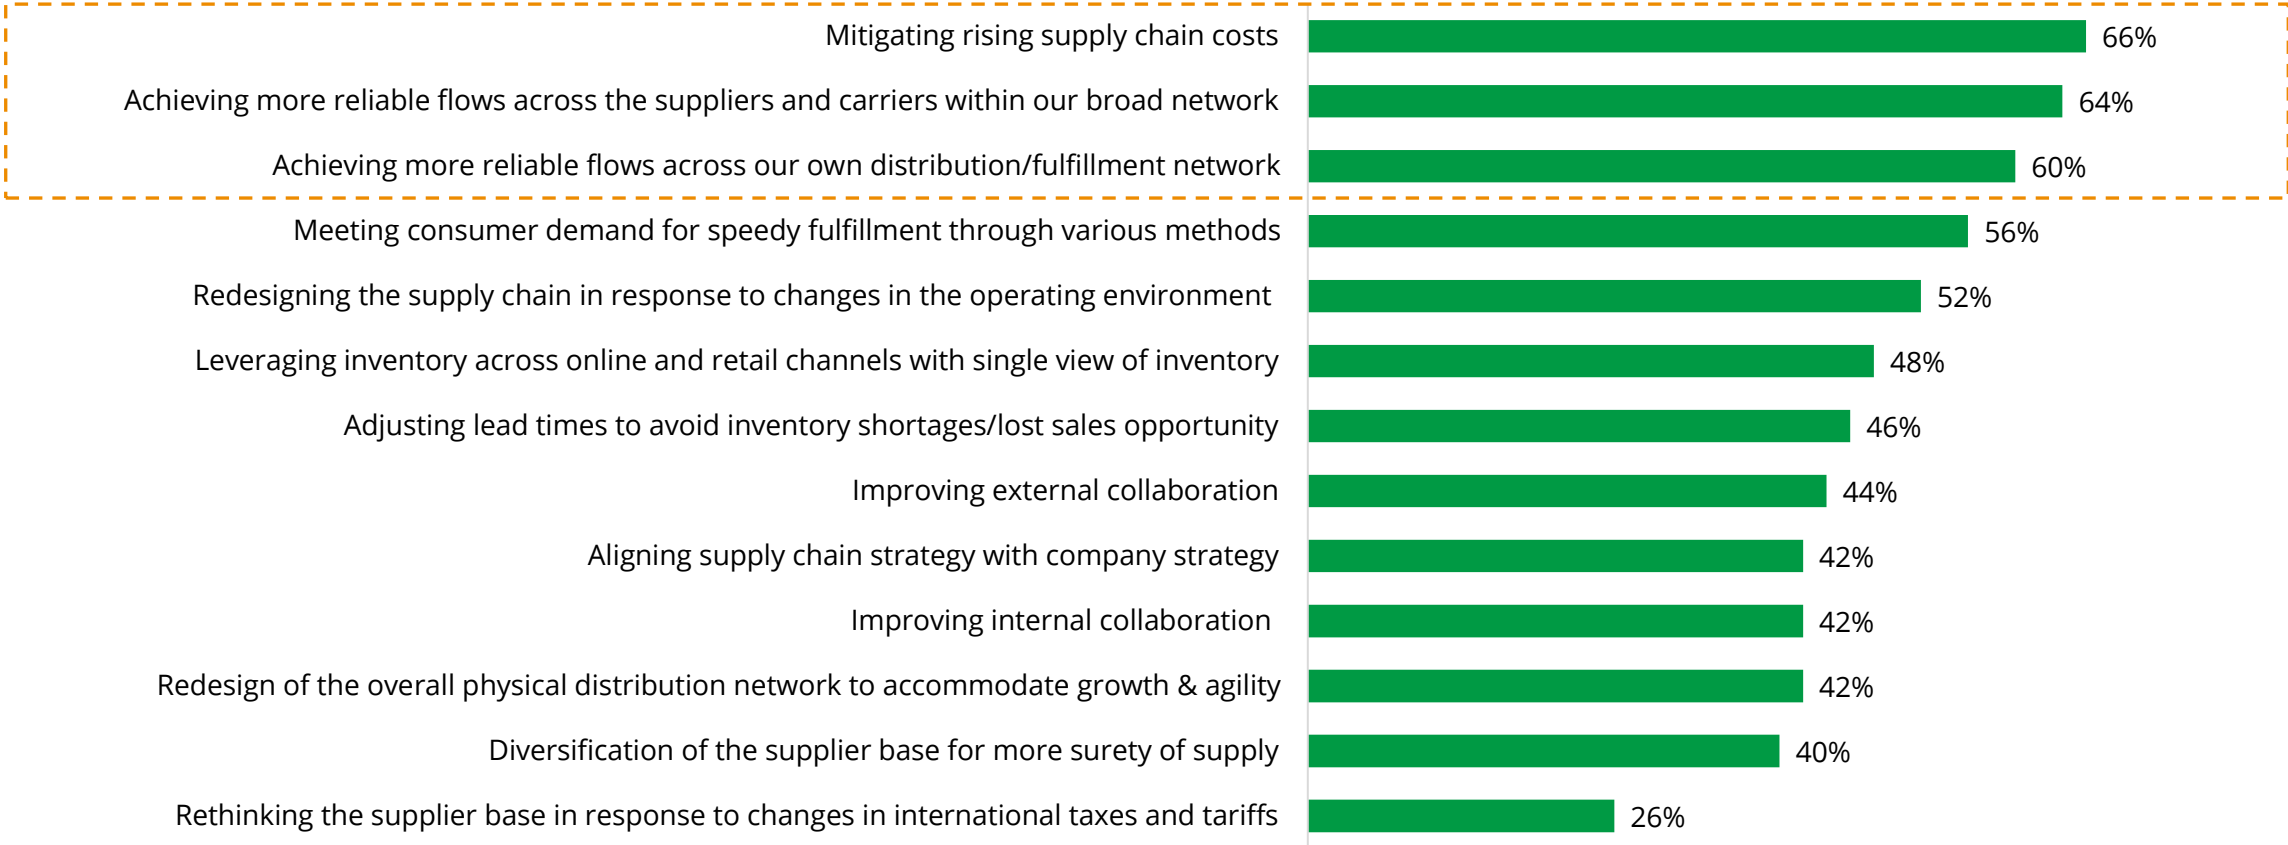 Mitigating rising supply chain costs 66%
Achieving more reliable flows across the suppliers and carriers within our broad network 64%
Achieving more reliable flows across our own distribution/fulfillment network 60%
Meeting consumer demand for speedy fulfillment through various methods 56%
Redesigning the supply chain in response to changes in the operating environment 52%
Leveraging inventory across online and retail channels with single view of inventory 48%
Adjusting lead times to avoid inventory shortages/lost sales opportunity 46%
Improving external collaboration 44%
Aligning supply chain strategy with company strategy 42%
Improving internal collaboration 42%
Redesign of the overall physical distribution network to accommodate growth & agility 42%
Diversification of the supplier base for more surety of supply 40%
Rethinking the supplier base in response to changes in international taxes and tariffs 26%